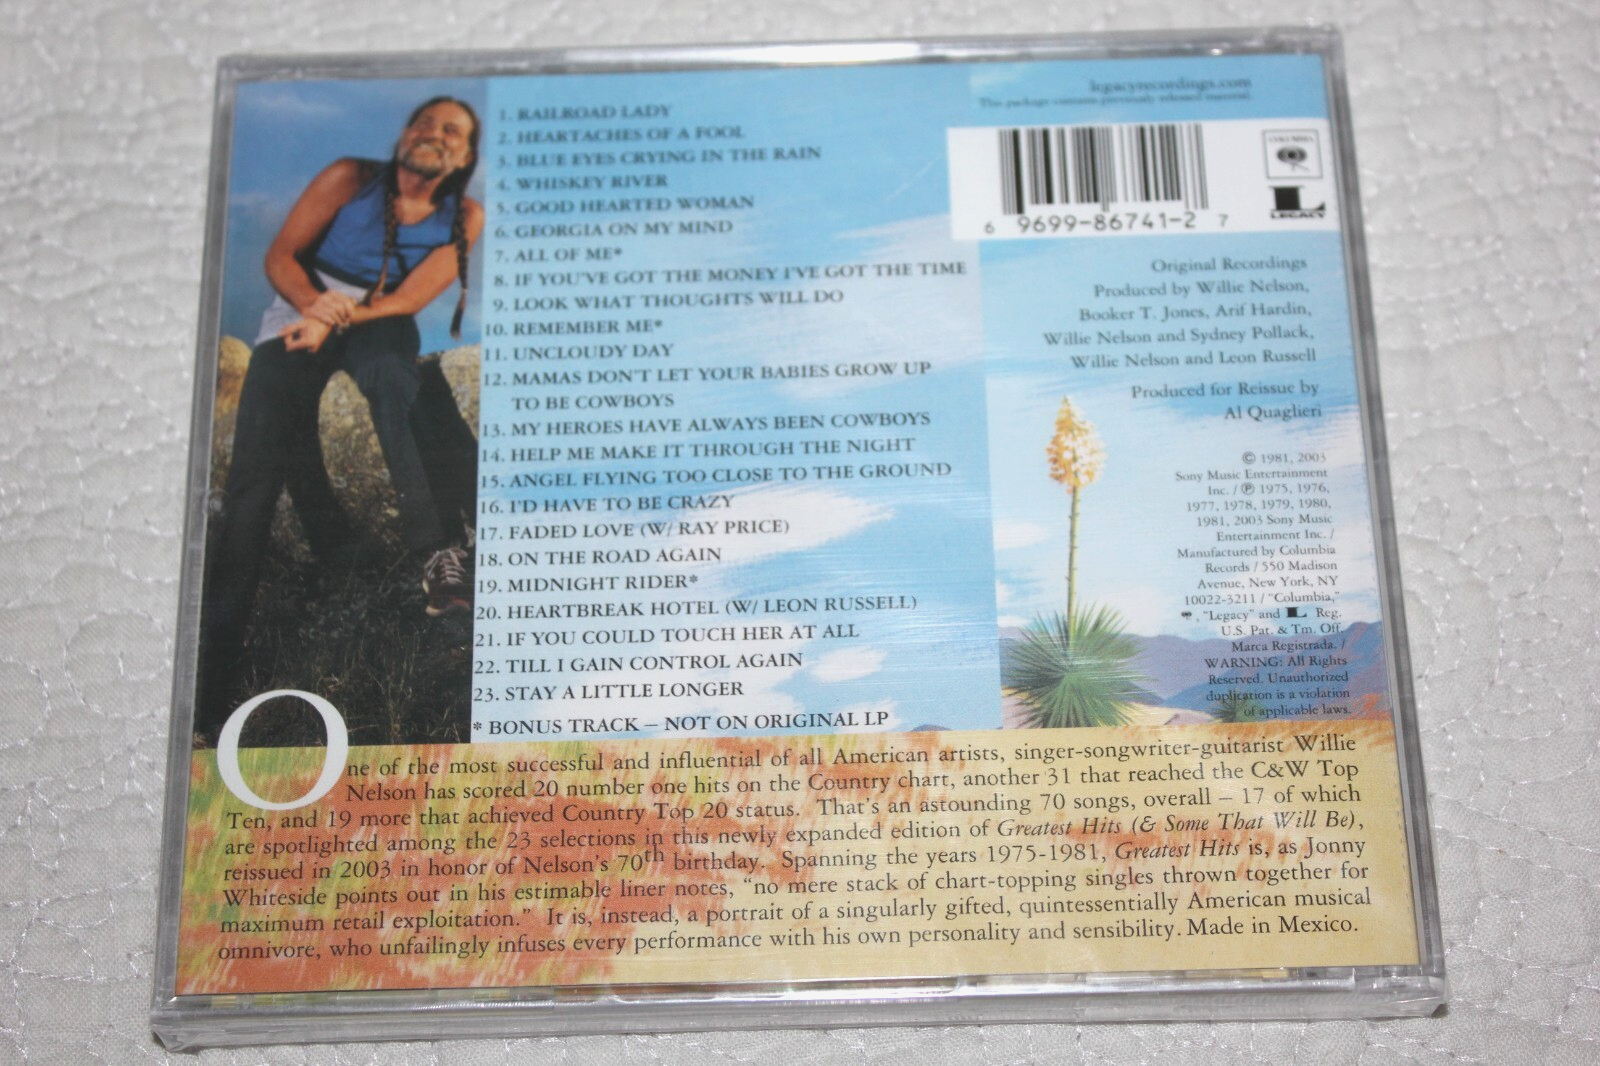 1. RAILROAD LADY
2. HEARTACHES OF A FOOL
3. BLUE EYES CRYING IN THE RAIN
4. WHISKEY RIVER
5. GOOD HEARTED WOMAN
6. GEORGIA ON MY MIND
7. ALL OF ME*
8. IF YOU'VE GOT THE MONEY I'VE GOT THE TIME
9. LOOK WHAT THOUGHTS WILL DO
10. REMEMBER ME*
11. UNCLOUDY DAY
12. MAMAS DON'T LET YOUR BABIES GROW UP
TO BE COWBOYS
13. MY HEROES HAVE ALWAYS BEEN COWBOYS
14. HELP ME MAKE IT THROUGH THE NIGHT
15. ANGEL FLYING TOO CLOSE TO THE GROUND
16. I'D HAVE TO BE CRAZY
17. FADED LOVE (W/ RAY PRICE)
18. ON THE ROAD AGAIN
19. MIDNIGHT RIDER*
20. HEARTBREAK HOTEL (W/ LEON RUSSELL)
21. IF YOU COULD TOUCH HER AT ALL
22. TILL I GAIN CONTROL AGAIN
23. STAY A LITTLE LONGER
* BONUS TRACK – NOT ON ORIGINAL LP
legacyrecordings.com
This package contains previously released material.
COLUMBIA
LEGACY
6 9699-86741-2 7
Original Recordings
Produced by Willie Nelson,
Booker T. Jones, Arif Hardin,
Willie Nelson and Sydney Pollack,
Willie Nelson and Leon Russell
Produced for Reissue by
Al Quaglieri
© 1981, 2003
Sony Music Entertainment
Inc. / ℗ 1975, 1976,
1977, 1978, 1979, 1980,
1981, 2003 Sony Music
Entertainment Inc. /
Manufactured by Columbia
Records / 550 Madison
Avenue, New York, NY
10022-3211 / "Columbia,"
, "Legacy" and L Reg.
U.S. Pat. & Tm. Off.
Marca Registrada. /
WARNING: All Rights
Reserved. Unauthorized
duplication is a violation
of applicable laws.
One of the most successful and influential of all American artists, singer-songwriter-guitarist Willie
Nelson has scored 20 number one hits on the Country chart, another 31 that reached the C&W Top
Ten, and 19 more that achieved Country Top 20 status. That's an astounding 70 songs, overall – 17 of which
are spotlighted among the 23 selections in this newly expanded edition of Greatest Hits (& Some That Will Be),
reissued in 2003 in honor of Nelson's 70th birthday. Spanning the years 1975-1981, Greatest Hits is, as Jonny
Whiteside points out in his estimable liner notes, "no mere stack of chart-topping singles thrown together for
maximum retail exploitation." It is, instead, a portrait of a singularly gifted, quintessentially American musical
omnivore, who unfailingly infuses every performance with his own personality and sensibility. Made in Mexico.